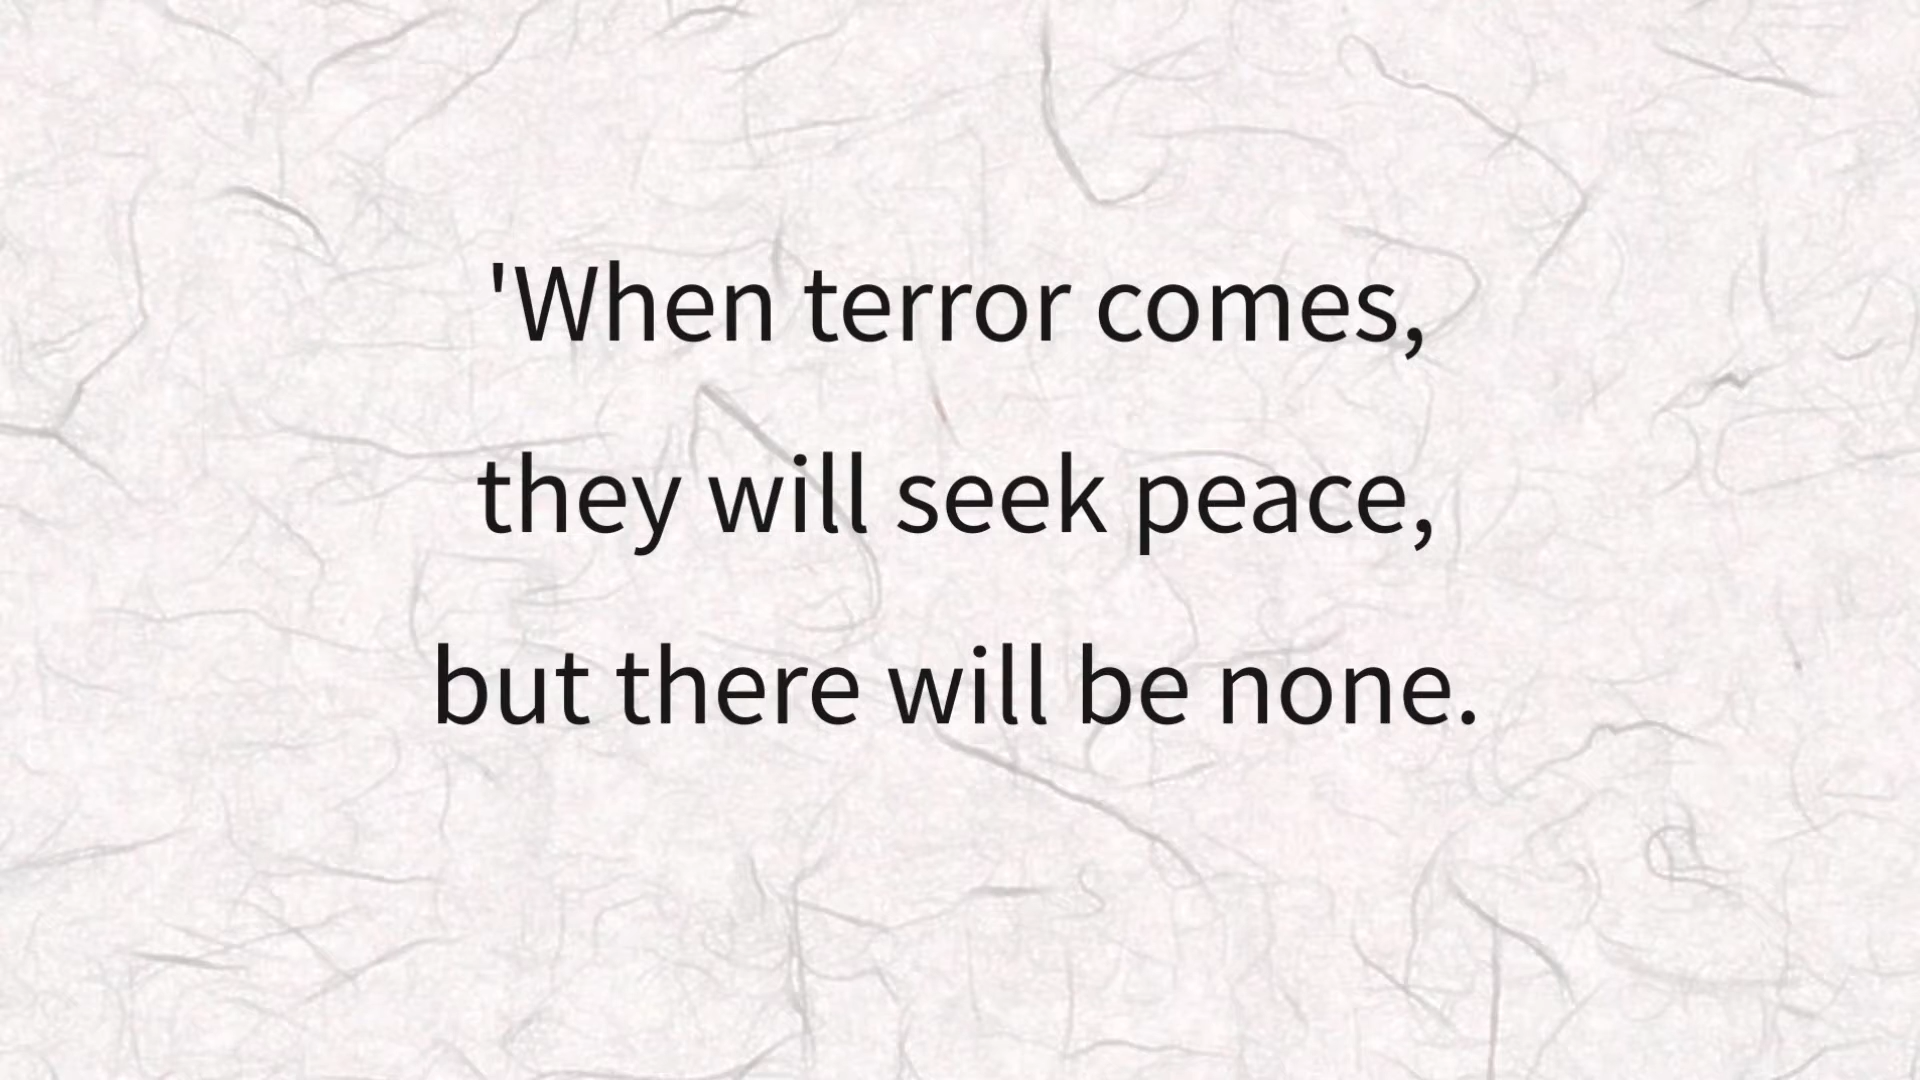 'When terror comes,
they will seek peace,
but there will be none.